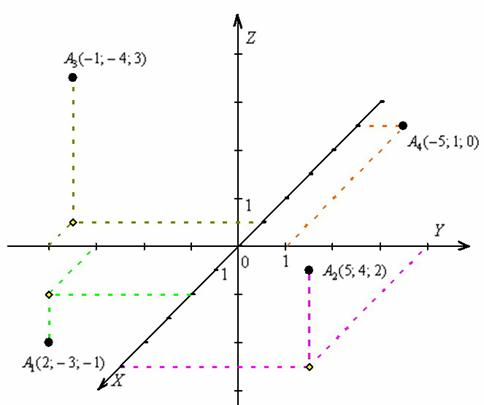 Z
A3(−1; −4; 3)
A4(−5; 1; 0)
1
Y
0
1
1
A2(5; 4; 2)
A1(2; −3; −1)
X